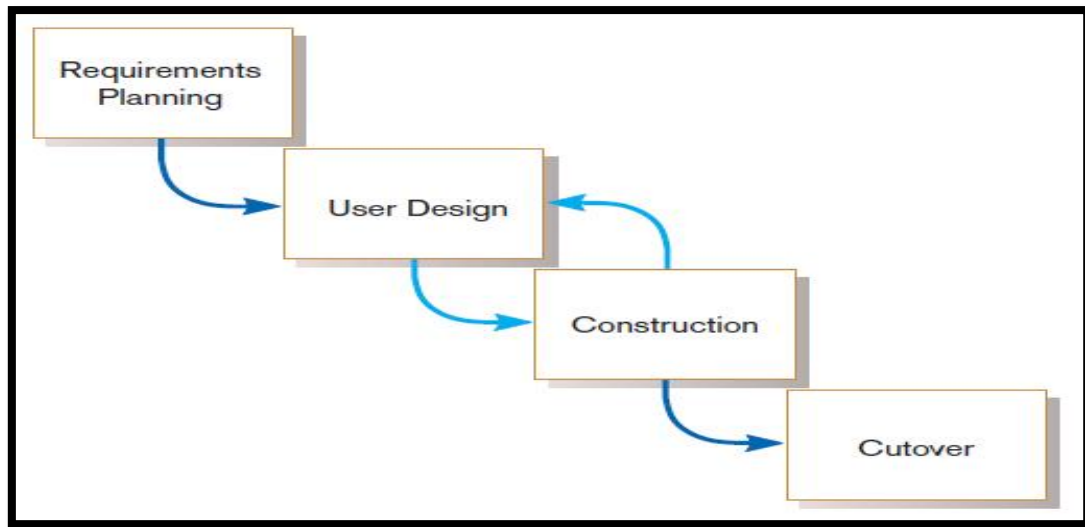 Requirements
Planning
User Design
Construction
Cutover